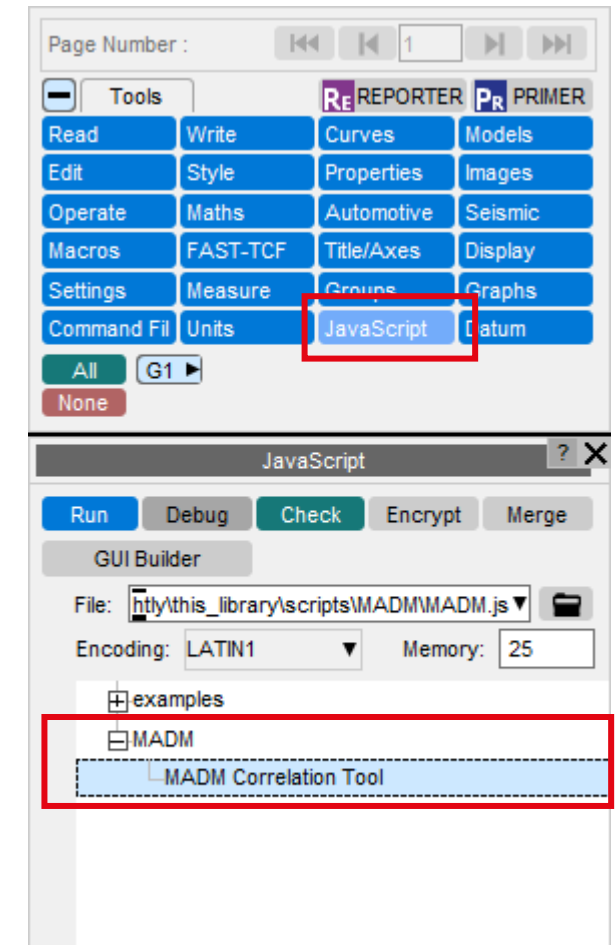 Page Number : 1
Tools RE REPORTER PR PRIMER
Read Write Curves Models
Edit Style Properties Images
Operate Maths Automotive Seismic
Macros FAST-TCF Title/Axes Display
Settings Measure Groups Graphs
Command Fil Units JavaScript Datum
All G1
None
JavaScript ? X
Run Debug Check Encrypt Merge
GUI Builder
File: htly\this_library\scripts\MADM\MADM.js
Encoding: LATIN1 Memory: 25
examples
MADM
MADM Correlation Tool